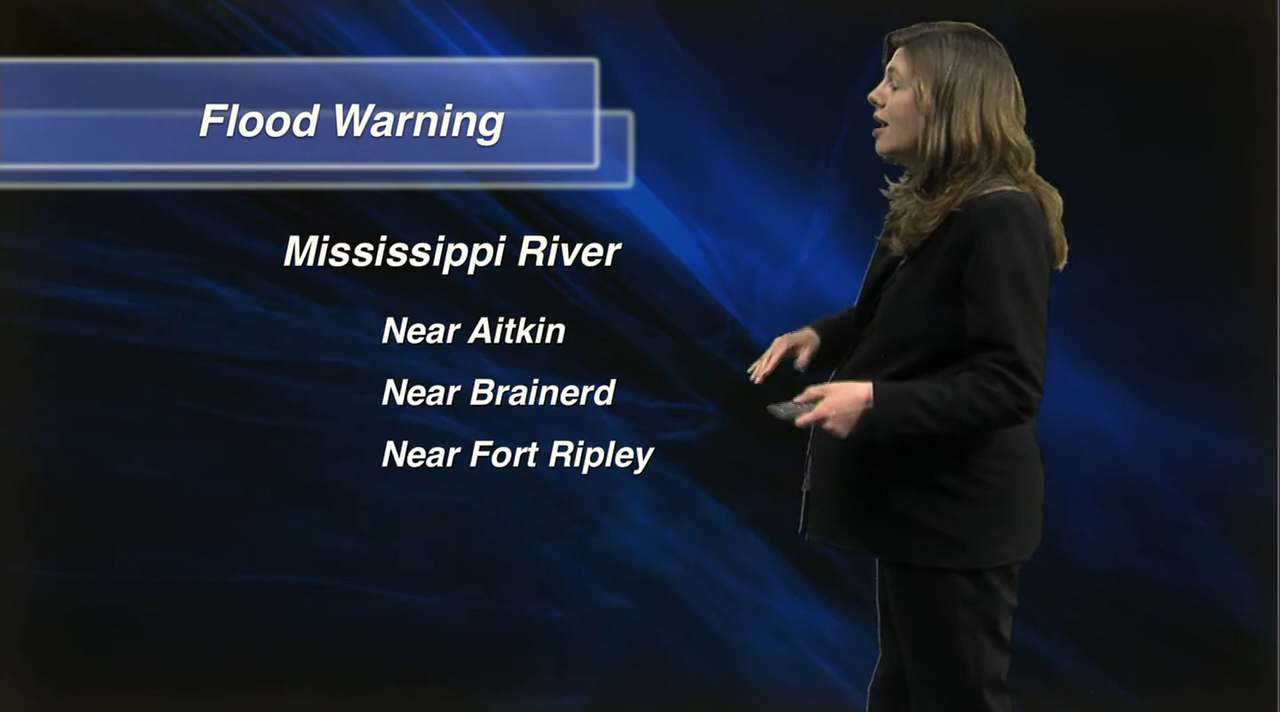 Flood Warning
Mississippi River
Near Aitkin
Near Brainerd
Near Fort Ripley